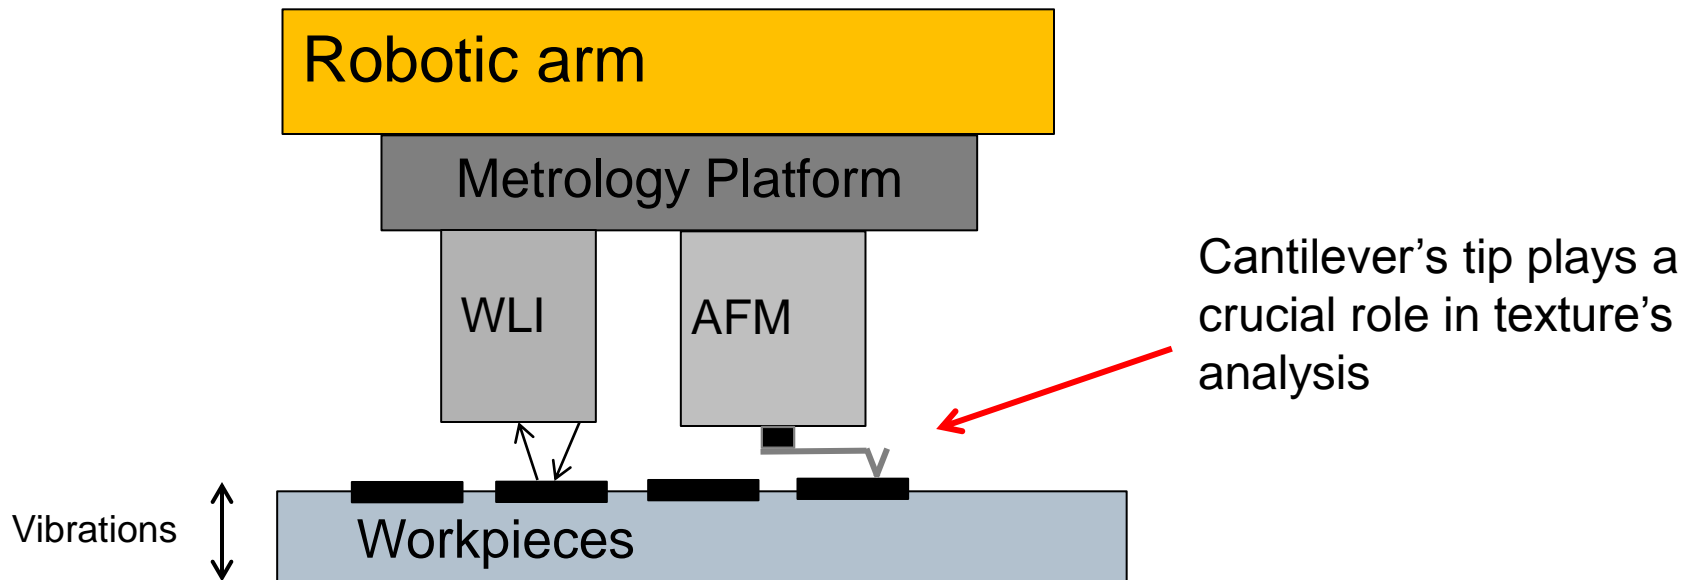 Robotic arm
Metrology Platform
WLI
AFM
Cantilever’s tip plays a
crucial role in texture’s
analysis
Vibrations
Workpieces